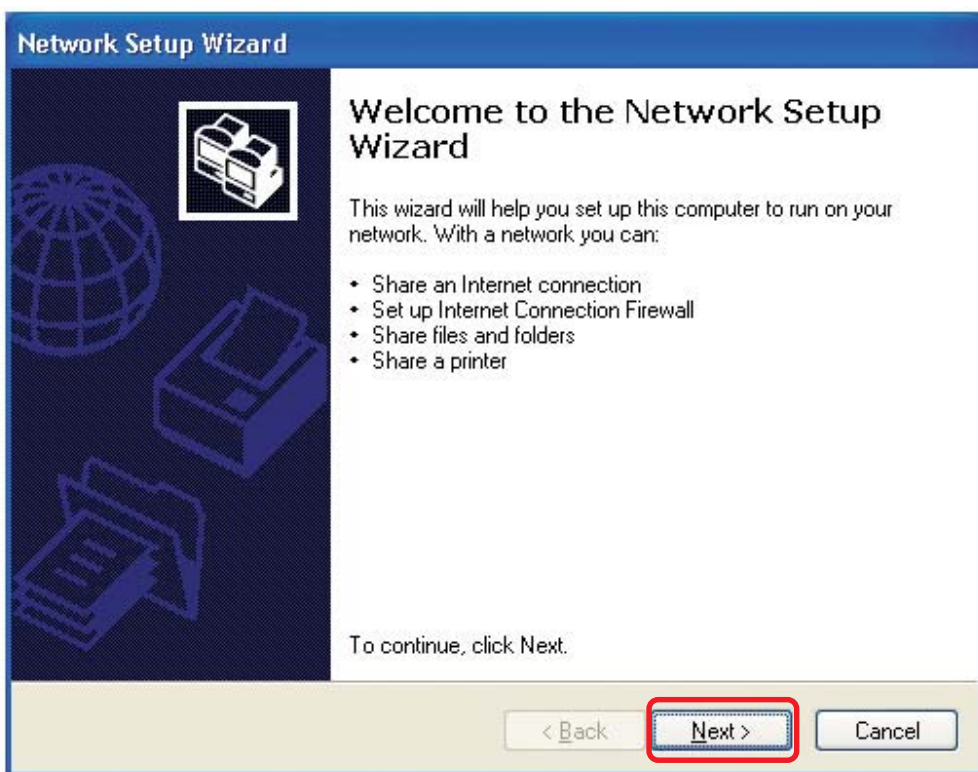 Network Setup Wizard
Welcome to the Network Setup
Wizard
This wizard will help you set up this computer to run on your
network. With a network you can:
• Share an Internet connection
• Set up Internet Connection Firewall
• Share files and folders
• Share a printer
To continue, click Next.
< Back
Next >
Cancel